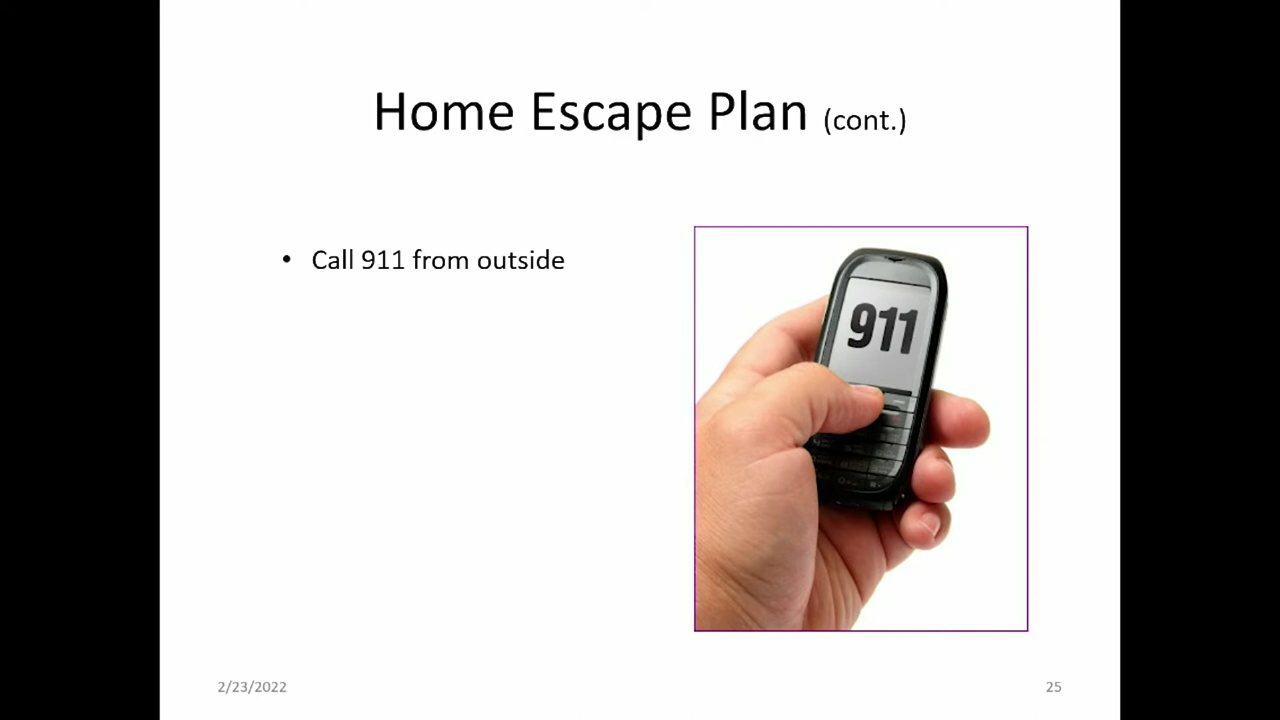 Home Escape Plan (cont.)
• Call 911 from outside
911
2/23/2022
25